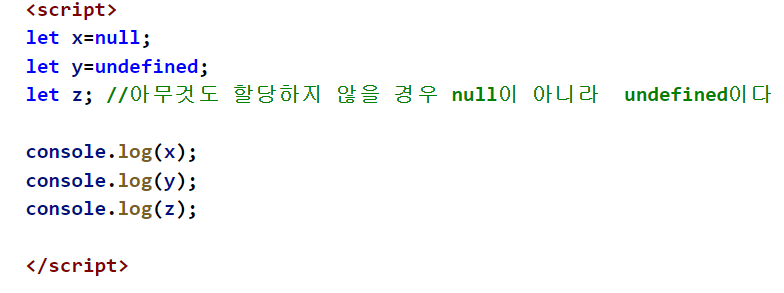 <script>
let x=null;
let y=undefined;
let z; //아무것도 할당하지 않을 경우 null이 아니라  undefined이다
console.log(x);
console.log(y);
console.log(z);
</script>